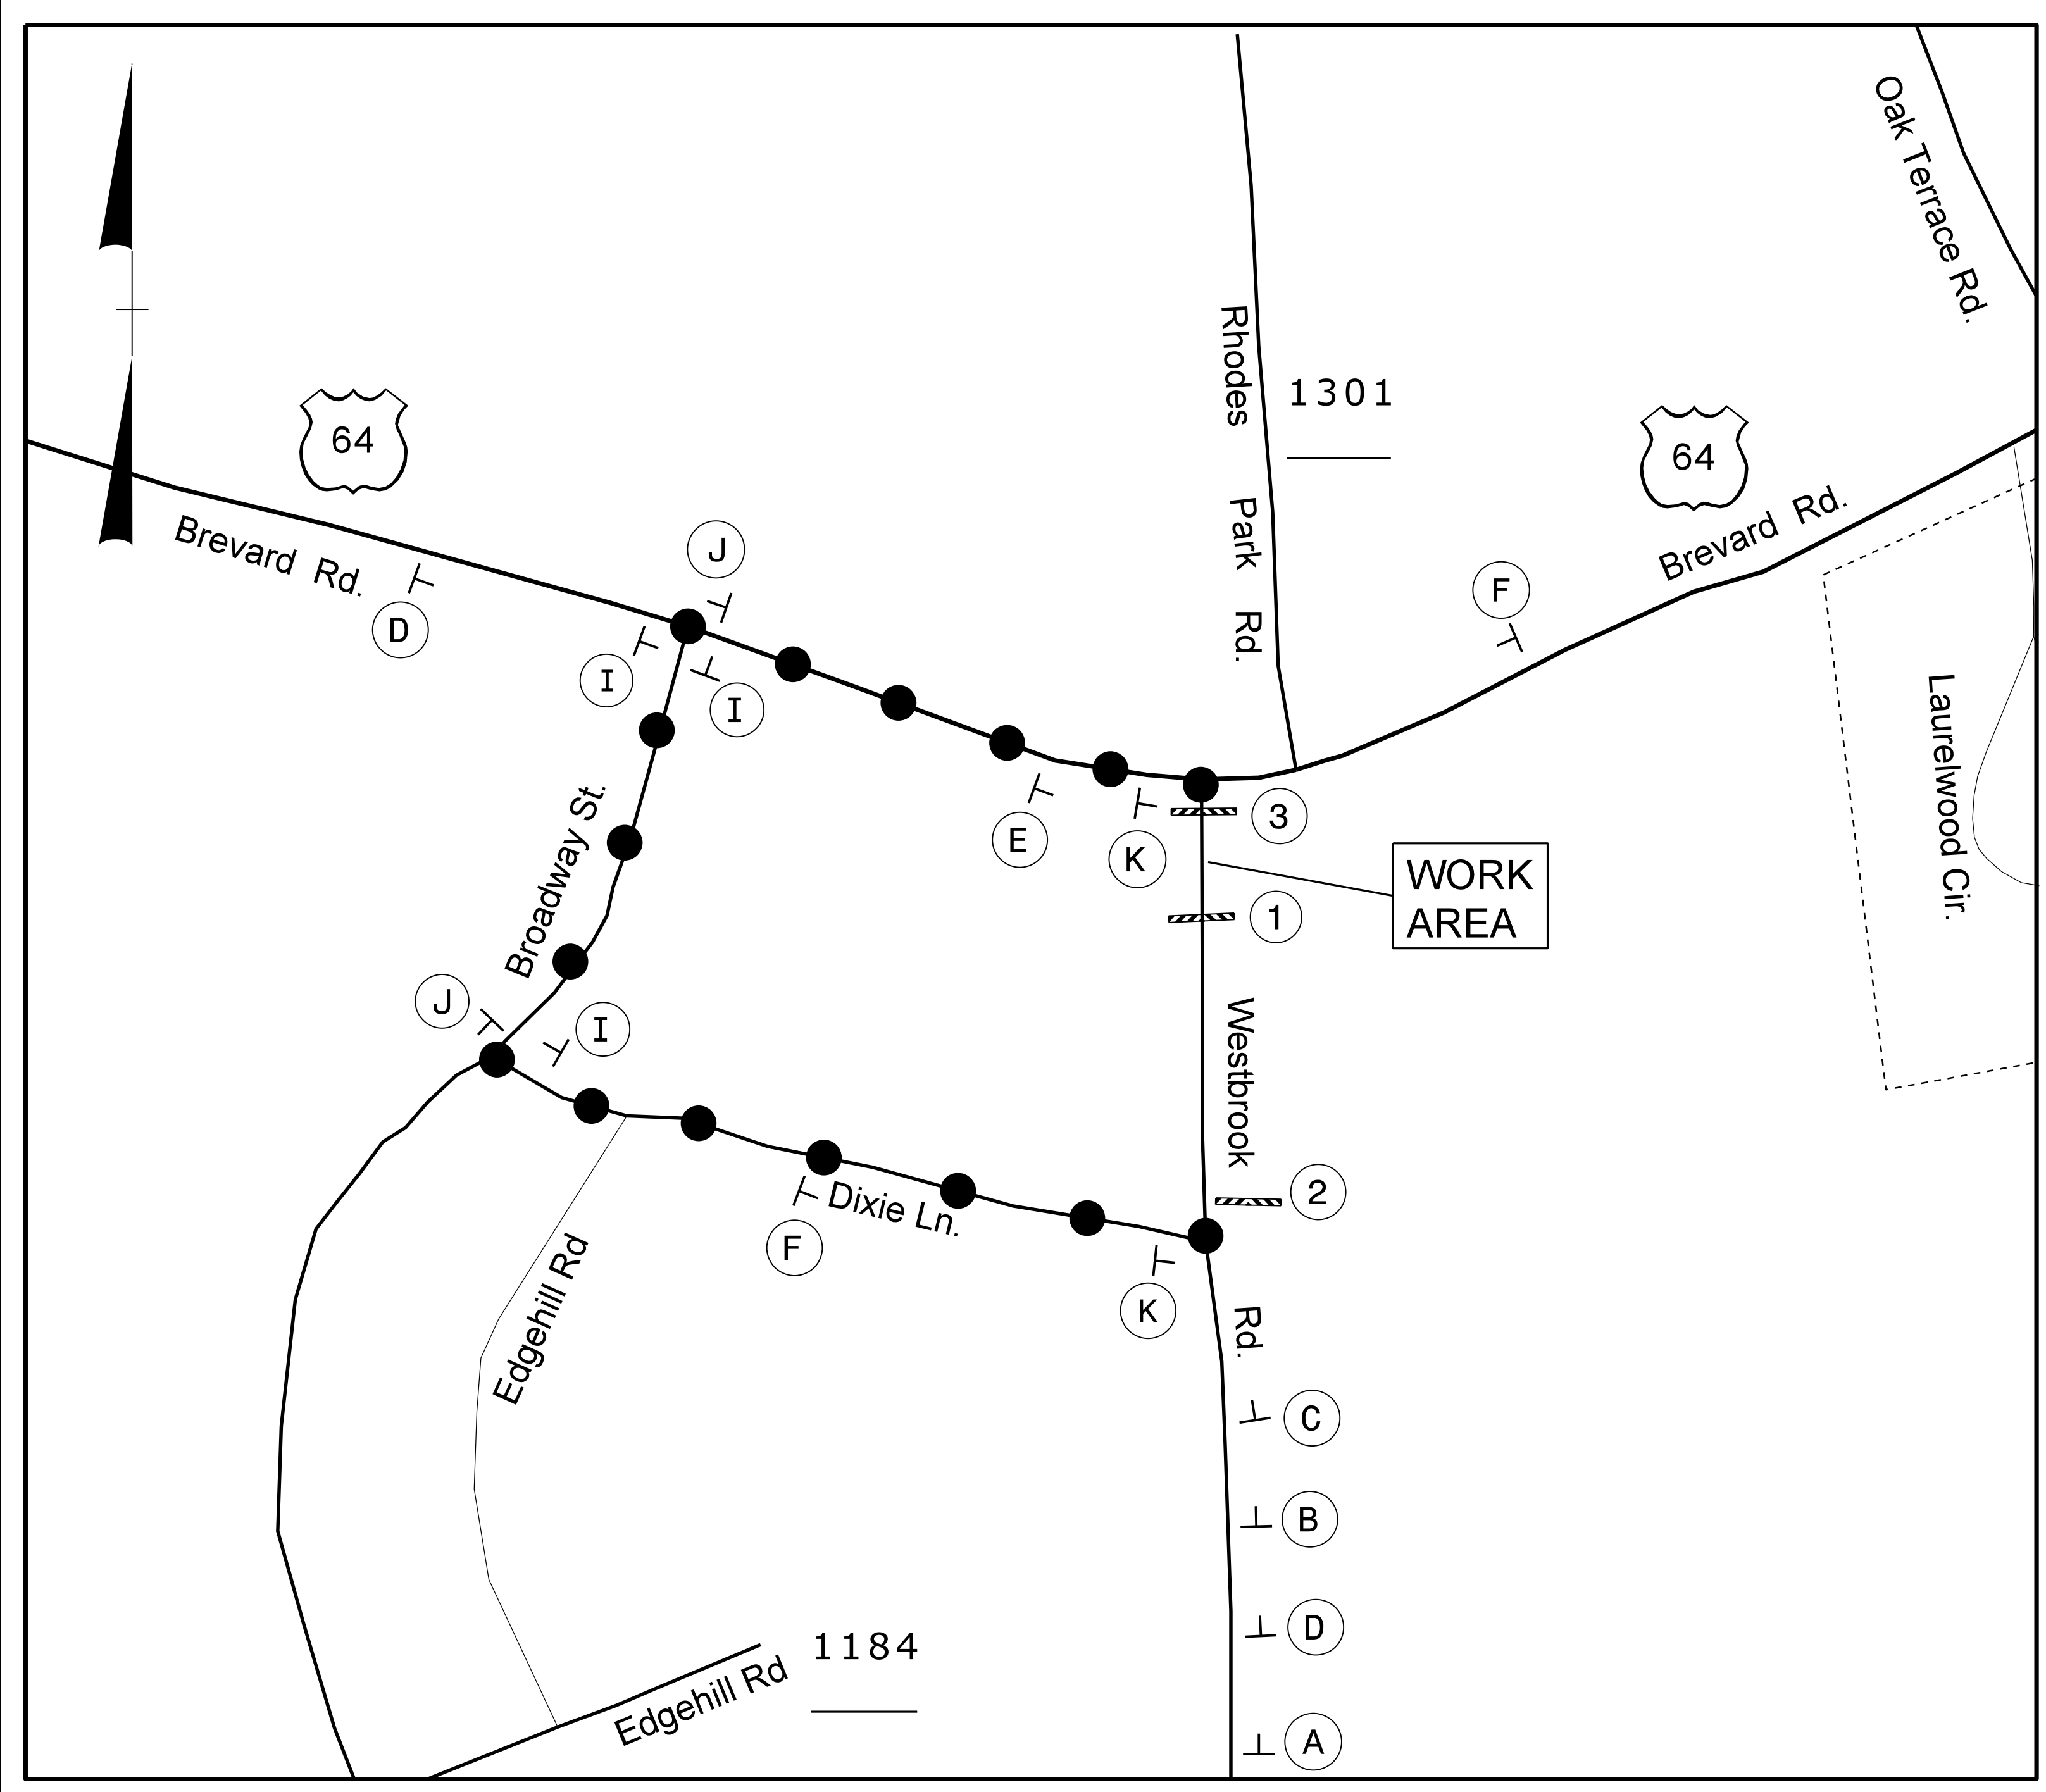 Oak Terrace Rd.
Rhodes Park Rd.
1301
64
64
Brevard Rd.
Brevard Rd.
J
D
F
I
I
Laurelwood Cir.
Broadway St.
E
K
3
WORK
AREA
1
J
I
Westbrook Rd.
2
F
Dixie Ln.
K
Edgehill Rd
C
B
D
1184
Edgehill Rd
A